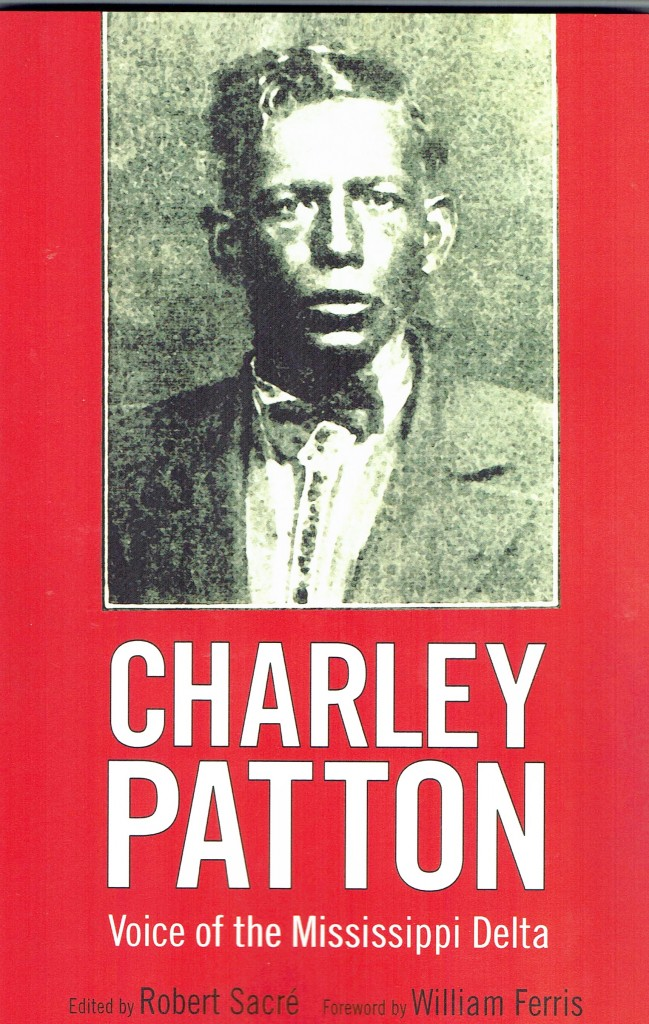 CHARLEY
PATTON
Voice of the Mississippi Delta
Edited by Robert Sacré Foreword by William Ferris